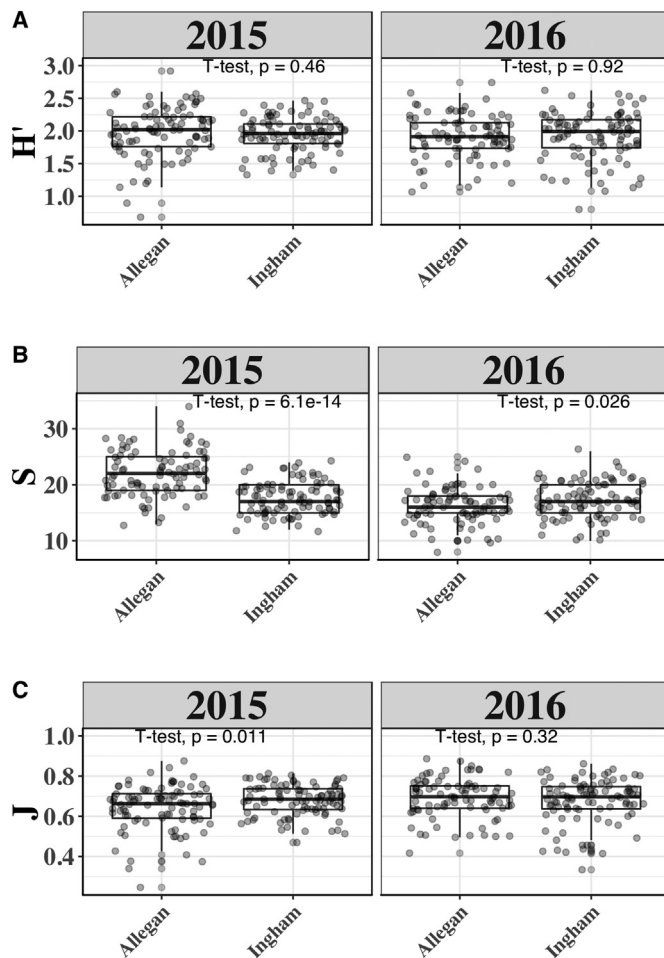 A
2015 2016
T-test, p = 0.46 T-test, p = 0.92
3.0
2.5
2.0
1.5
1.0
H'
Allegan Ingham Allegan Ingham
B
2015 2016
T-test, p = 6.1e-14 T-test, p = 0.026
30
20
10
S
Allegan Ingham Allegan Ingham
C
2015 2016
T-test, p = 0.011 T-test, p = 0.32
1.0
0.8
0.6
0.4
J
Allegan Ingham Allegan Ingham